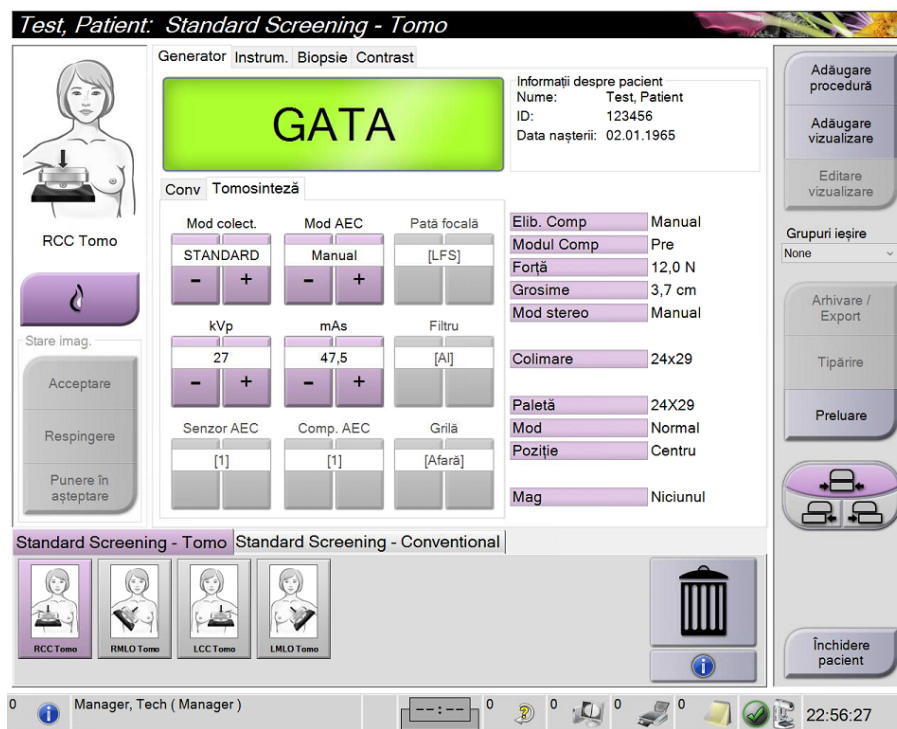 Test, Patient: Standard Screening - Tomo
Generator Instrum. Biopsie Contrast
GATA
Informații despre pacient
Nume: Test, Patient
ID: 123456
Data nașterii: 02.01.1965
Adăugare procedură
Adăugare vizualizare
Editare vizualizare
Grupuri ieșire
None
Arhivare / Export
Tipărire
Preluare
Închidere pacient
RCC Tomo
Stare imag.
Acceptare
Respingere
Punere în așteptare
Conv Tomosinteză
Mod colect. Mod AEC Pată focală
STANDARD Manual [LFS]
- + - +
kVp mAs Filtru
27 47,5 [Al]
- + - +
Senzor AEC Comp. AEC Grilă
[1] [1] [Afară]
Elib. Comp Manual
Modul Comp Pre
Forță 12,0 N
Grosime 3,7 cm
Mod stereo Manual
Colimare 24x29
Paletă 24X29
Mod Normal
Poziție Centru
Mag Niciunul
Standard Screening - Tomo Standard Screening - Conventional
RCC Tomo RMLO Tomo LCC Tomo LMLO Tomo
0 Manager, Tech ( Manager ) --:-- 0 0 0 0 22:56:27